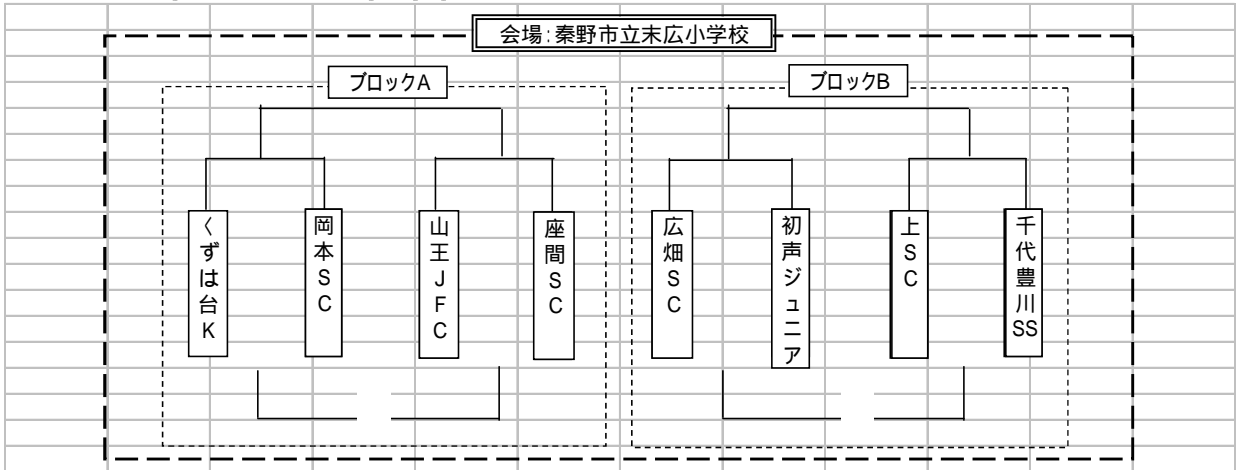 会場:秦野市立末広小学校
ブロックA
ブロックB
くずは台K
岡本SC
山王JFC
座間SC
広畑SC
初声ジュニア
上SC
千代豊川SS